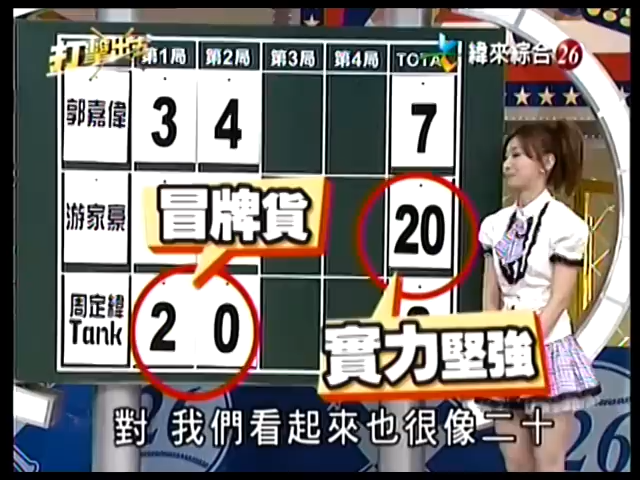 打擊出去
緯來綜合 26
第1局 第2局 第3局 第4局 TOTAL
郭嘉偉 3 4 7
游家豪 20
冒牌貨
周定緯
Tank 2 0
實力堅強
對 我們看起來也很像二十
26
26